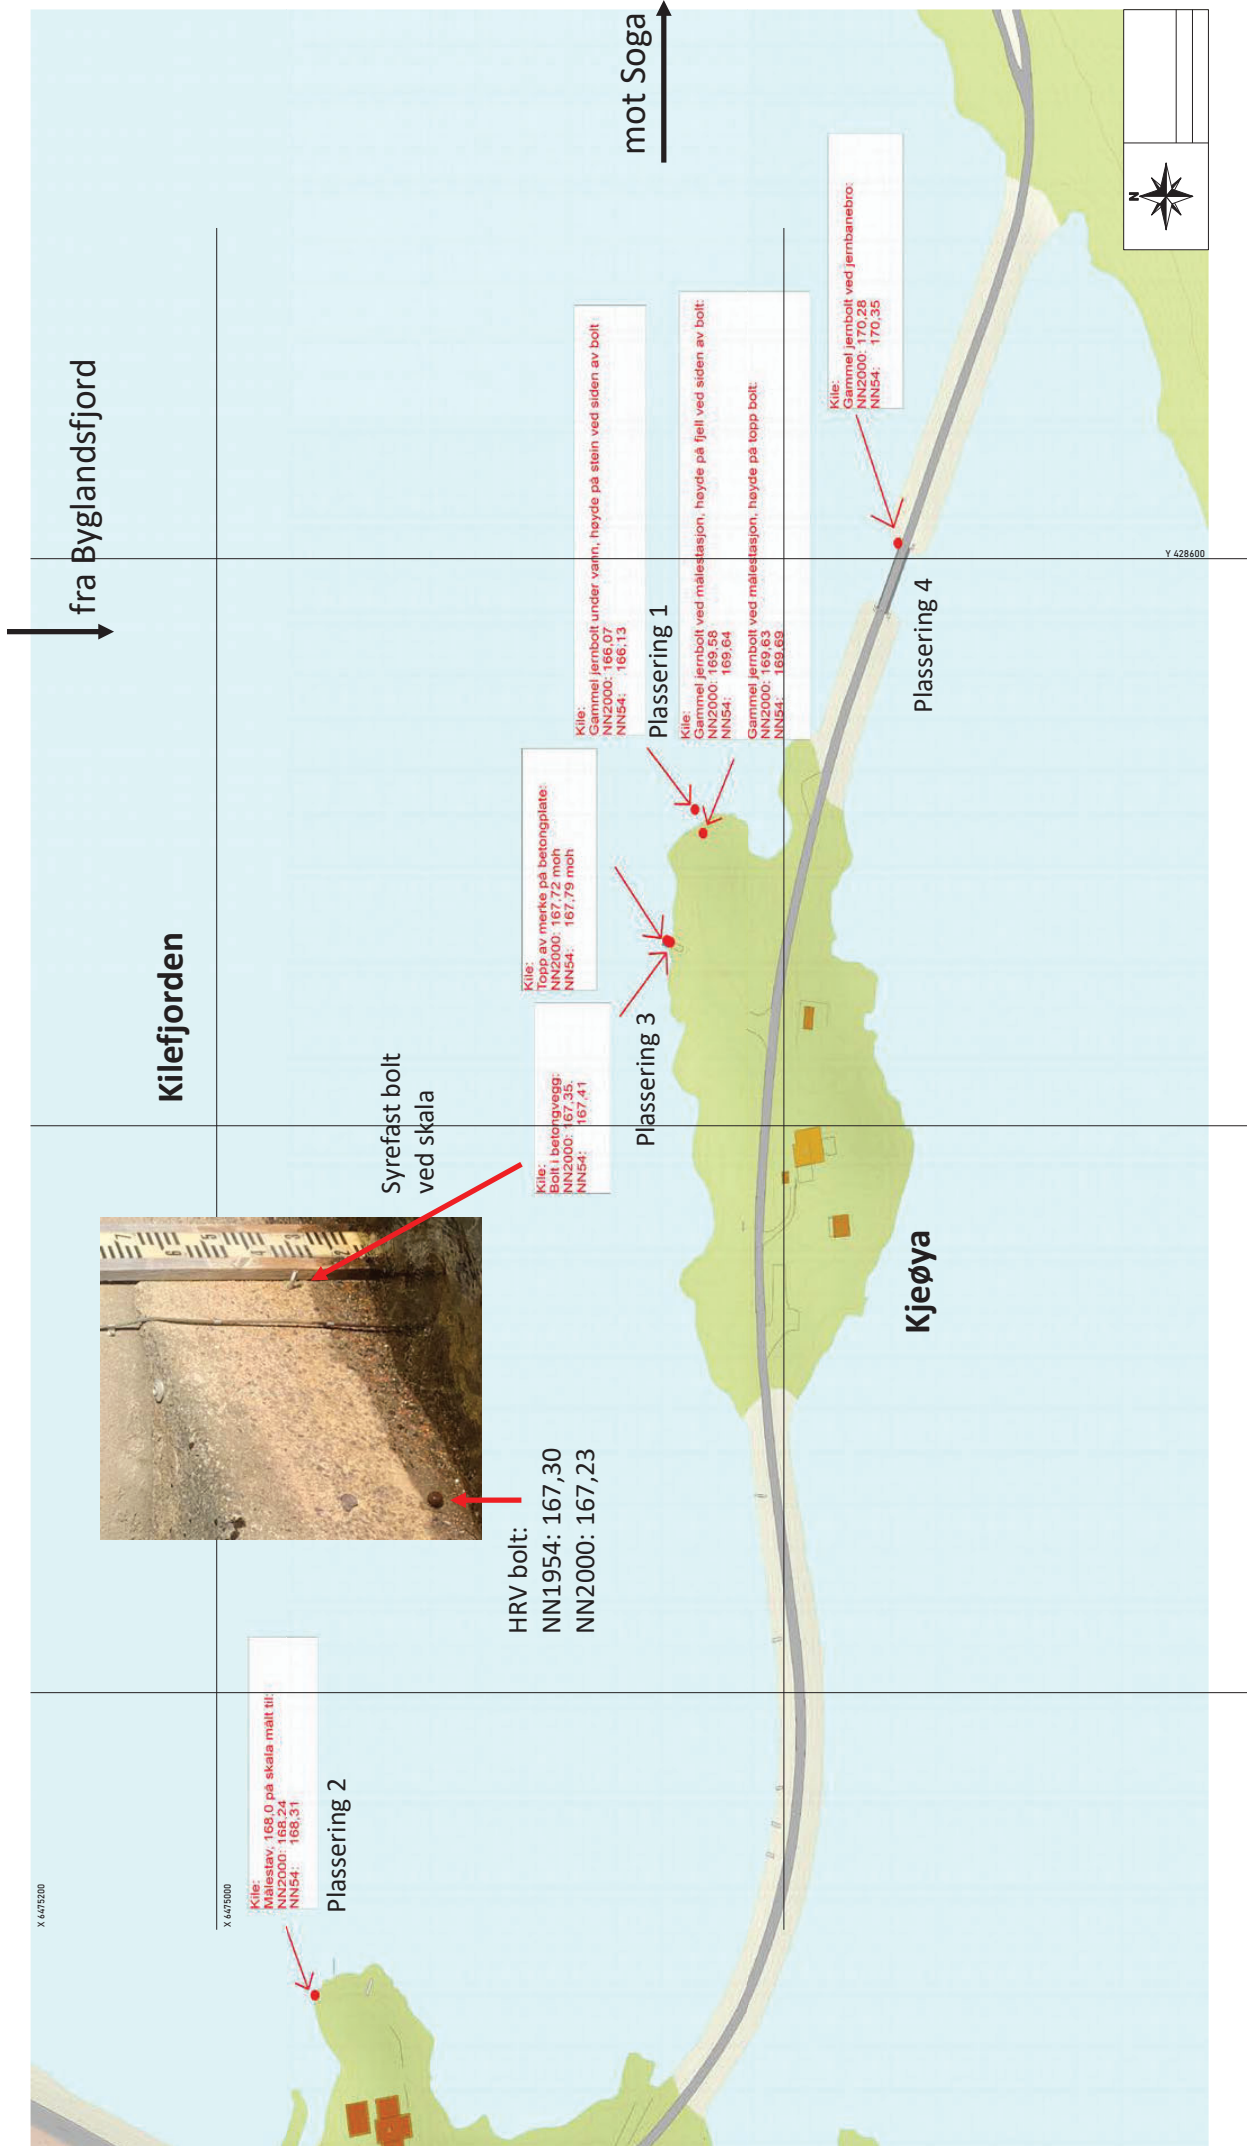 X 6475200
X 6475000
Kile:
Målestav, 168,0 på skala målt til:
NN2000: 168.24
NN54: 168,31
Plassering 2
HRV bolt:
NN1954: 167,30
NN2000: 167,23
Syrefast bolt
ved skala
7
6
5
4
3
2
Kilefjorden
fra Byglandsfjord
mot Soga
Kile:
Bolt i betongvegg:
NN2000: 167,35.
NN54: 167,41
Plassering 3
Kile:
Topp av merke på betongplate:
NN2000: 167,72 moh
NN54: 167,79 moh
Kile:
Gammel jernbolt under vann, høyde på stein ved siden av bolt :
NN2000: 166,07
NN54: 166,13
Plassering 1
Kile:
Gammel jernbolt ved målestasjon, høyde på fjell ved siden av bolt:
NN2000: 169,58
NN54: 169,64
Gammel jernbolt ved målestasjon, høyde på topp bolt:
NN2000: 169,63
NN54: 169,69
Kile:
Gammel jernbolt ved jernbanebro:
NN2000: 170,28
NN54: 170,35
Plassering 4
Kjeøya
Y 428600
N